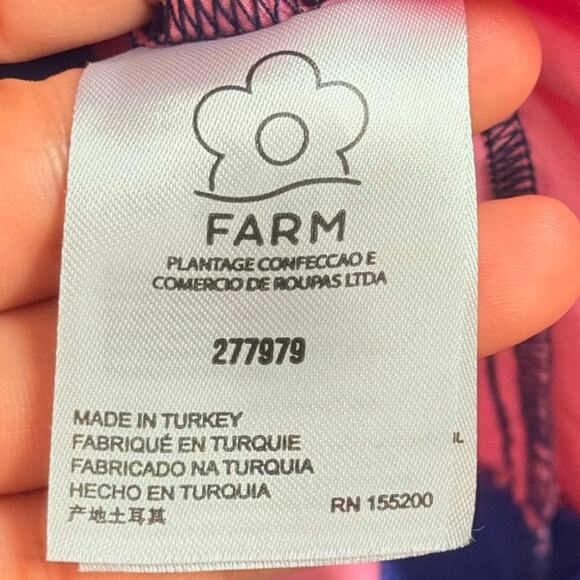 FARM
PLANTAGE CONFECCAO E
COMERCIO DE ROUPAS LTDA
277979
MADE IN TURKEY
FABRIQUÉ EN TURQUIE
FABRICADO NA TURQUIA
HECHO EN TURQUIA
产地土耳其
IL
RN 155200